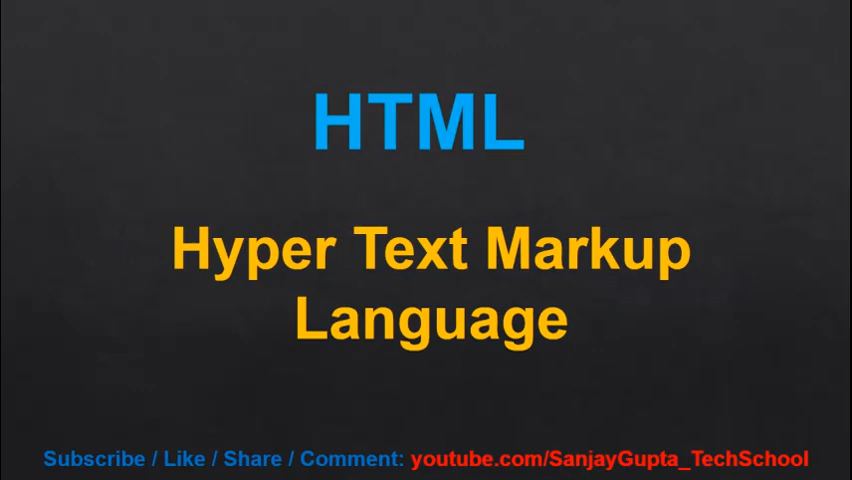 HTML
Hyper Text Markup
Language
Subscribe / Like / Share / Comment: youtube.com/SanjayGupta_TechSchool